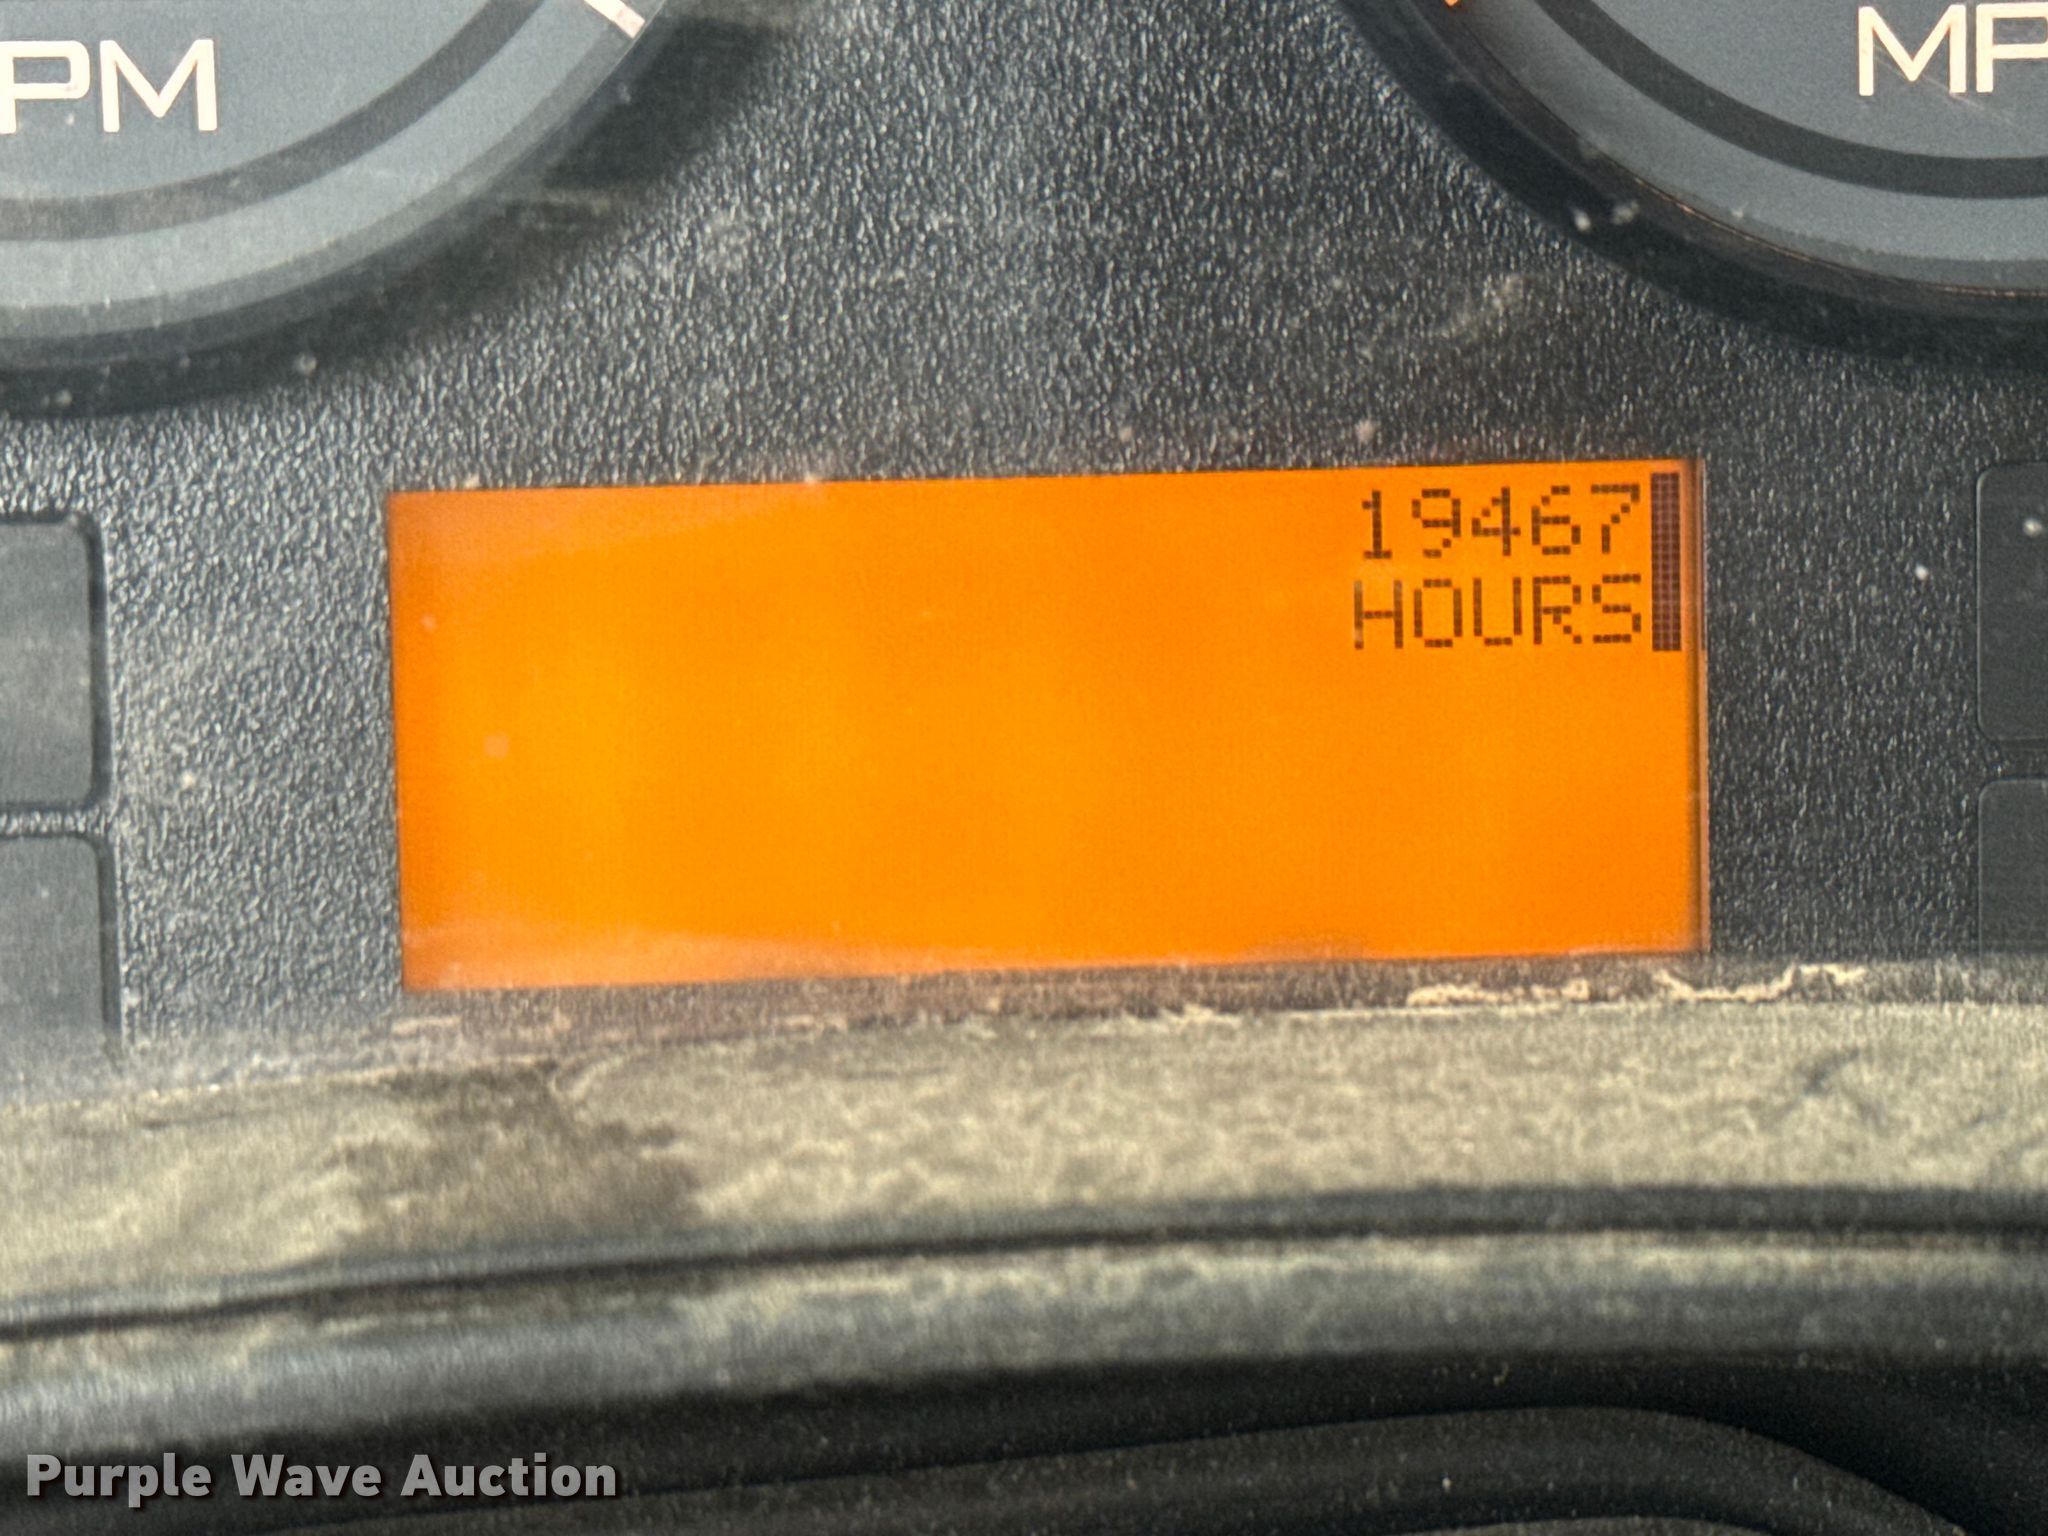 PM
MP
19467
HOURS
Purple Wave Auction